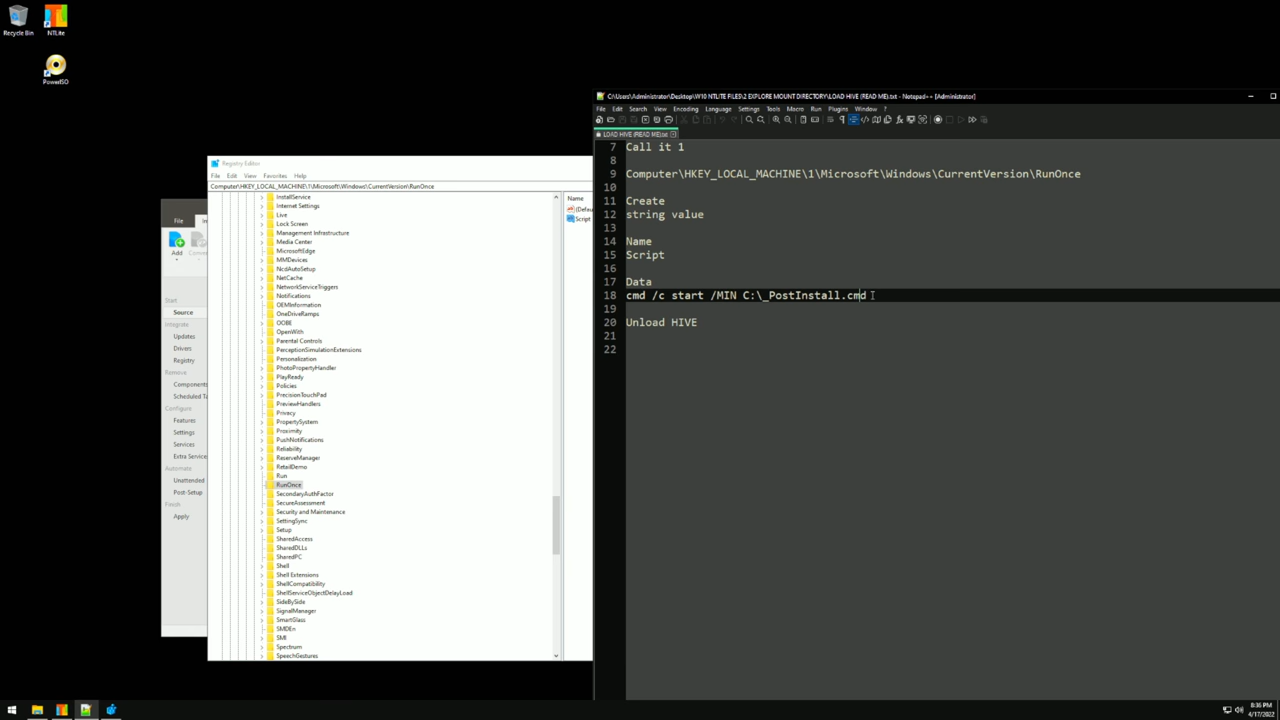 Recycle Bin
NTLite
PowerISO
File
Add
Start
Source
Integrate
Updates
Drivers
Registry
Remove
Components
Scheduled Ta
Configure
Features
Settings
Services
Extra Service
Automate
Unattended
Post-Setup
Finish
Apply
Registry Editor
File Edit View Favorites Help
Computer\HKEY_LOCAL_MACHINE\1\Microsoft\Windows\CurrentVersion\RunOnce
InstallService
Internet Settings
Live
Lock Screen
Management Infrastructure
Media Center
MicrosoftEdge
MMDevices
NcdAutoSetup
NetCache
NetworkServiceTriggers
Notifications
OEMInformation
OneDriveRamps
OOBE
OpenWith
Parental Controls
PerceptionSimulationExtensions
Personalization
PhotoPropertyHandler
PlayReady
Policies
PrecisionTouchPad
PreviewHandlers
Privacy
PropertySystem
Proximity
PushNotifications
Reliability
ReserveManager
RetailDemo
Run
RunOnce
SecondaryAuthFactor
SecureAssessment
Security and Maintenance
SettingSync
Setup
SharedAccess
SharedDLLs
SharedPC
Shell
Shell Extensions
ShellCompatibility
ShellServiceObjectDelayLoad
SideBySide
SignalManager
SmartGlass
SMDEn
SMI
Spectrum
SpeechGestures
Name
(Defau
Script
C:\Users\Administrator\Desktop\W10 NTLITE FILES\2 EXPLORE MOUNT DIRECTORY\LOAD HIVE (READ ME).txt - Notepad++ [Administrator]
File Edit Search View Encoding Language Settings Tools Macro Run Plugins Window ?
LOAD HIVE (READ ME).txt
7 Call it 1
8
9 Computer\HKEY_LOCAL_MACHINE\1\Microsoft\Windows\CurrentVersion\RunOnce
10
11 Create
12 string value
13
14 Name
15 Script
16
17 Data
18 cmd /c start /MIN C:\_PostInstall.cmd
19
20 Unload HIVE
21
22
8:36 PM
4/17/2022